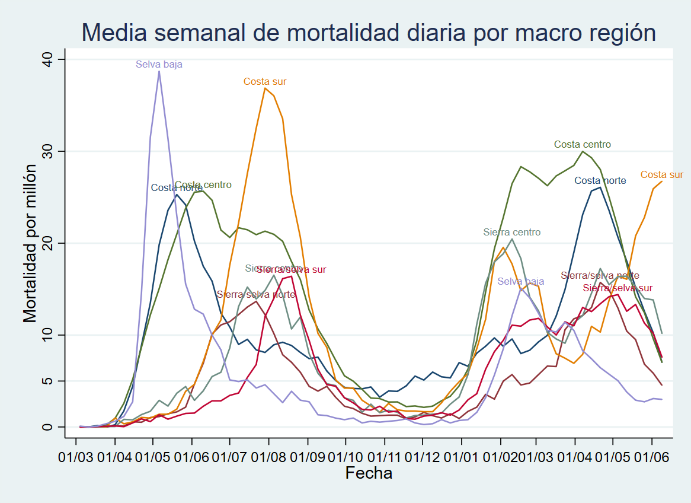 Media semanal de mortalidad diaria por macro región
Mortalidad por millón
40
30
20
10
5
0
Selva baja
Costa sur
Costa norte
Costa centro
Sierra centro
Sierra/selva sur
Sierra/selva norte
Costa centro
Costa norte
Costa sur
Sierra centro
Selva baja
Sierra/selva norte
Sierra/selva sur
01/03 01/04 01/05 01/06 01/07 01/08 01/09 01/10 01/11 01/12 01/01 01/02 01/03 01/04 01/05 01/06
Fecha